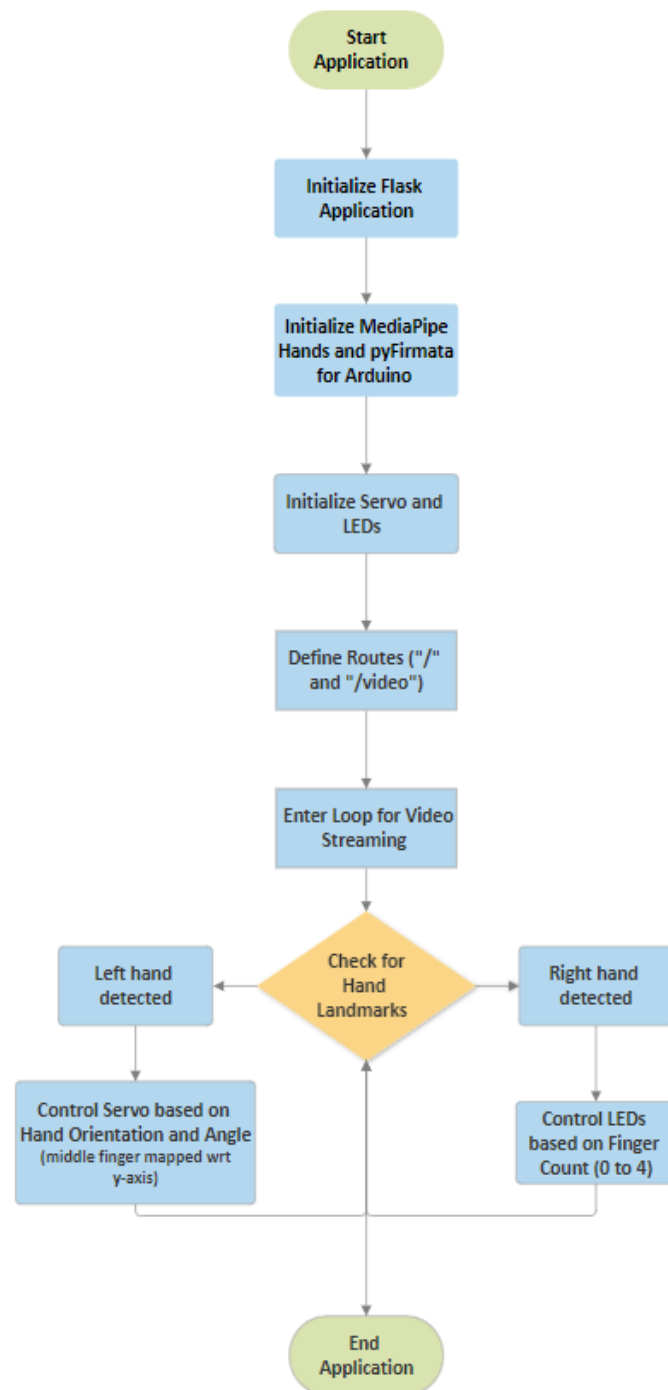 Start
Application
Initialize Flask
Application
Initialize MediaPipe
Hands and pyFirmata
for Arduino
Initialize Servo and
LEDs
Define Routes ("/"
and "/video")
Enter Loop for Video
Streaming
Check for
Hand
Landmarks
Left hand
detected
Right hand
detected
Control Servo based on
Hand Orientation and Angle
(middle finger mapped wrt
y-axis)
Control LEDs
based on Finger
Count (0 to 4)
End
Application